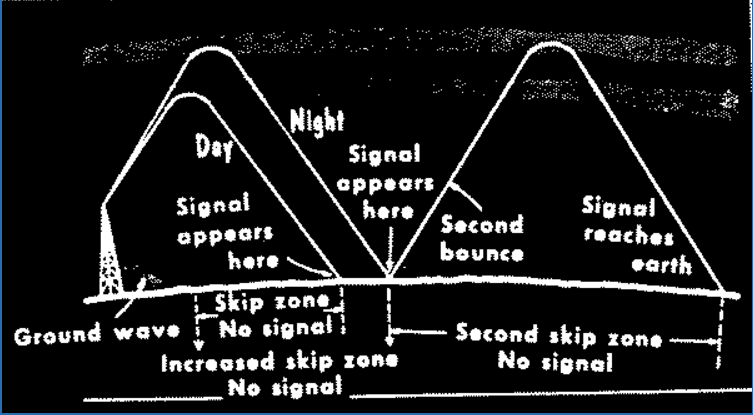 Night
Day
Signal
appears
here
Signal
appears
here
Second
bounce
Signal
reaches
earth
Ground wave
Skip zone
No signal
Increased skip zone
No signal
Second skip zone
No signal